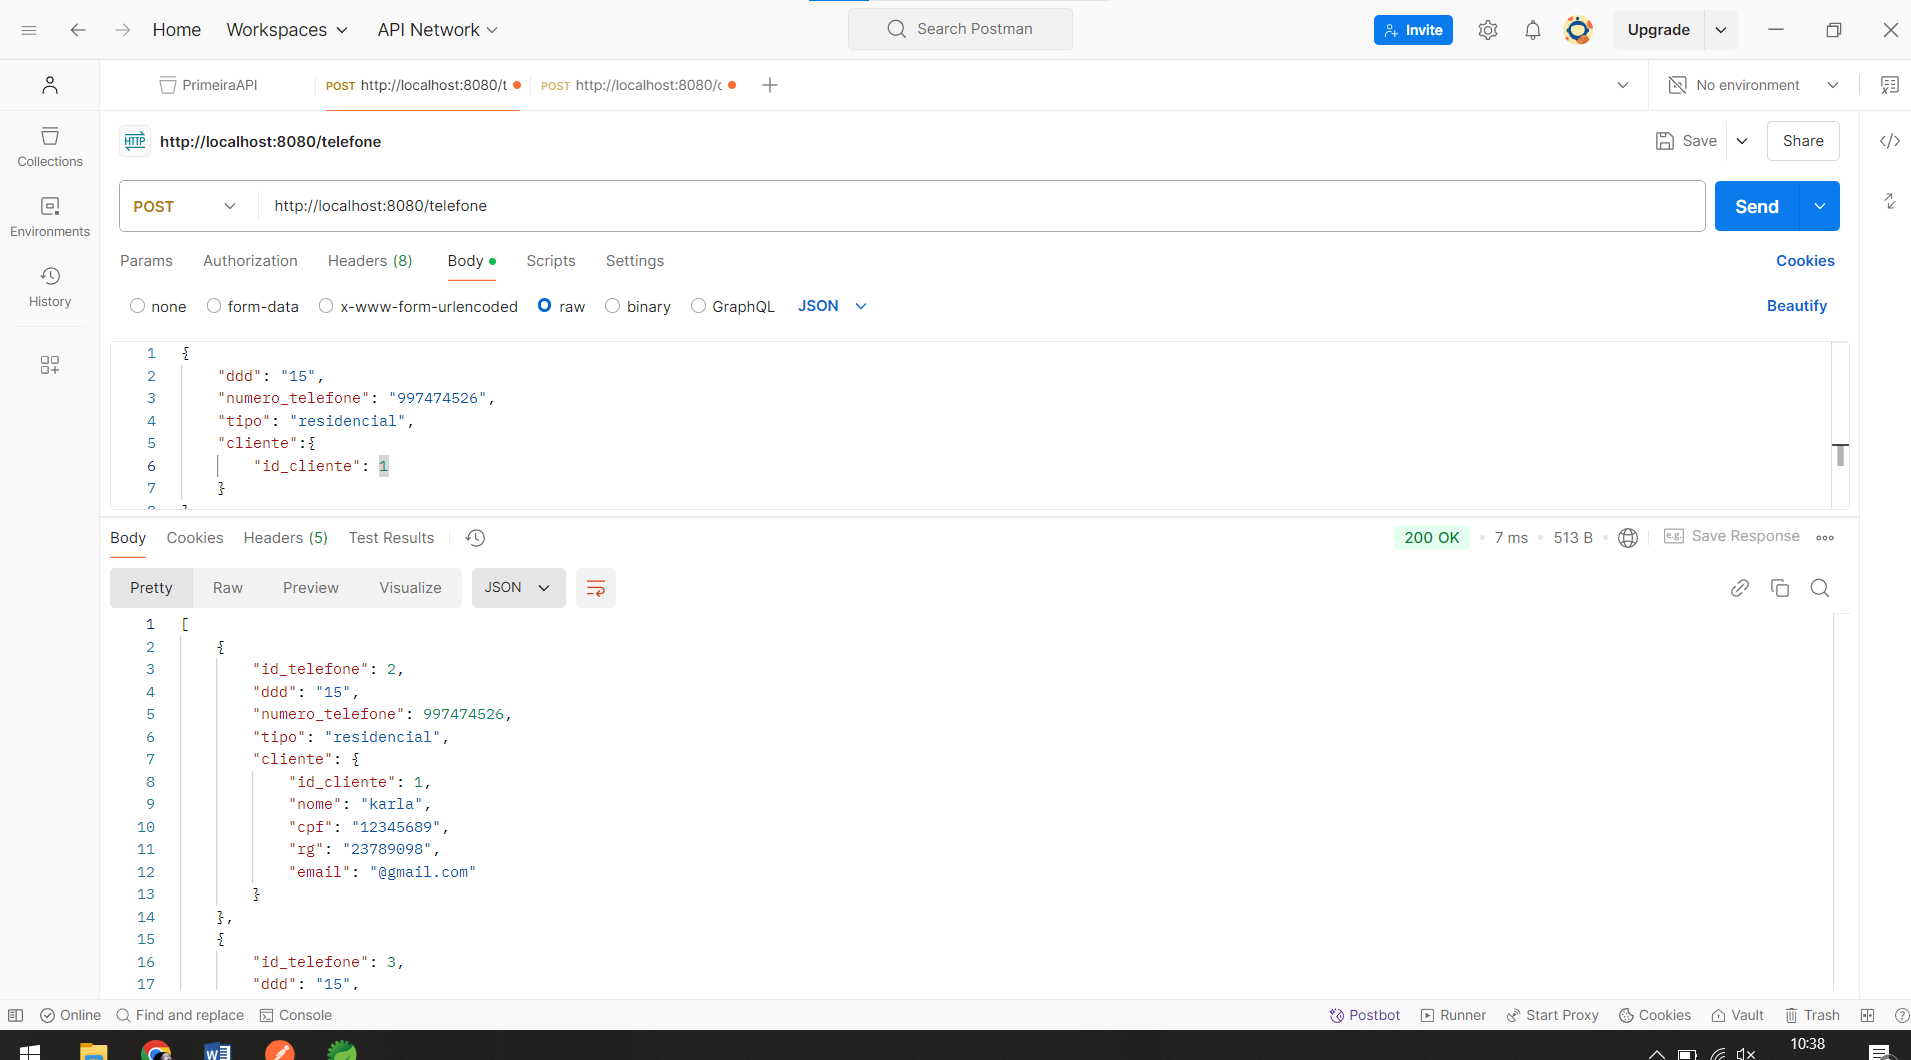 Home Workspaces API Network Search Postman Invite Upgrade
PrimeiraAPI POST http://localhost:8080/t POST http://localhost:8080/c No environment
HTTP http://localhost:8080/telefone Save Share
Collections
Environments
History
POST http://localhost:8080/telefone Send
Params Authorization Headers (8) Body Scripts Settings Cookies
none form-data x-www-form-urlencoded raw binary GraphQL JSON Beautify
1 {
2 "ddd": "15",
3 "numero_telefone": "997474526",
4 "tipo": "residencial",
5 "cliente":{
6 "id_cliente": 1
7 }
Body Cookies Headers (5) Test Results 200 OK 7 ms 513 B e.g. Save Response
Pretty Raw Preview Visualize JSON
1 [
2 {
3 "id_telefone": 2,
4 "ddd": "15",
5 "numero_telefone": 997474526,
6 "tipo": "residencial",
7 "cliente": {
8 "id_cliente": 1,
9 "nome": "karla",
10 "cpf": "12345689",
11 "rg": "23789098",
12 "email": "@gmail.com"
13 }
14 },
15 {
16 "id_telefone": 3,
17 "ddd": "15",
Online Find and replace Console Postbot Runner Start Proxy Cookies Vault Trash
10:38